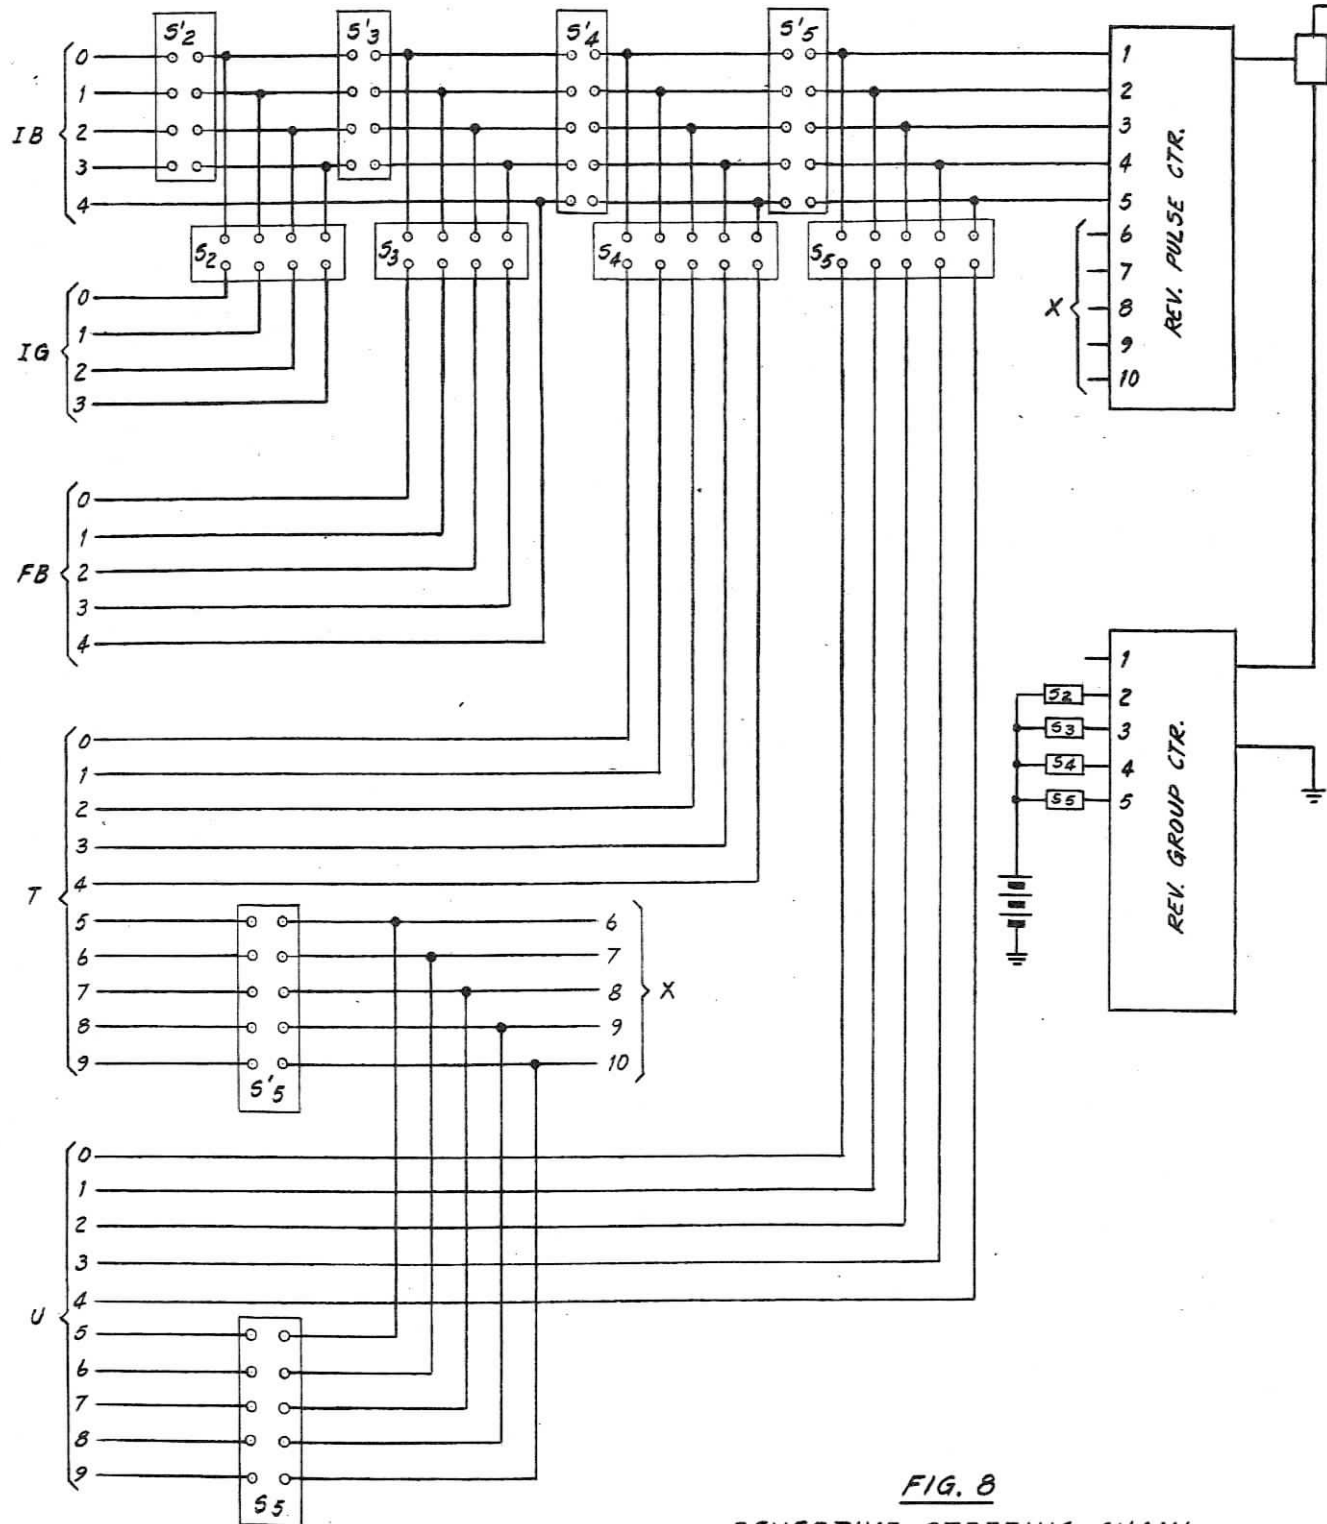 S'2 S'3 S'4 S'5
IB 0 1 2 3 4
S2 S3 S4 S5
IG 0 1 2 3
FB 0 1 2 3 4
T 0 1 2 3 4 5 6 7 8 9
S'5
6 7 8 9 10 X
U 0 1 2 3 4 5 6 7 8 9
S5
1 2 3 4 5 6 7 8 9 10
X
REV. PULSE CTR.
1 2 3 4 5
S2 S3 S4 S5
REV. GROUP CTR.
FIG. 8